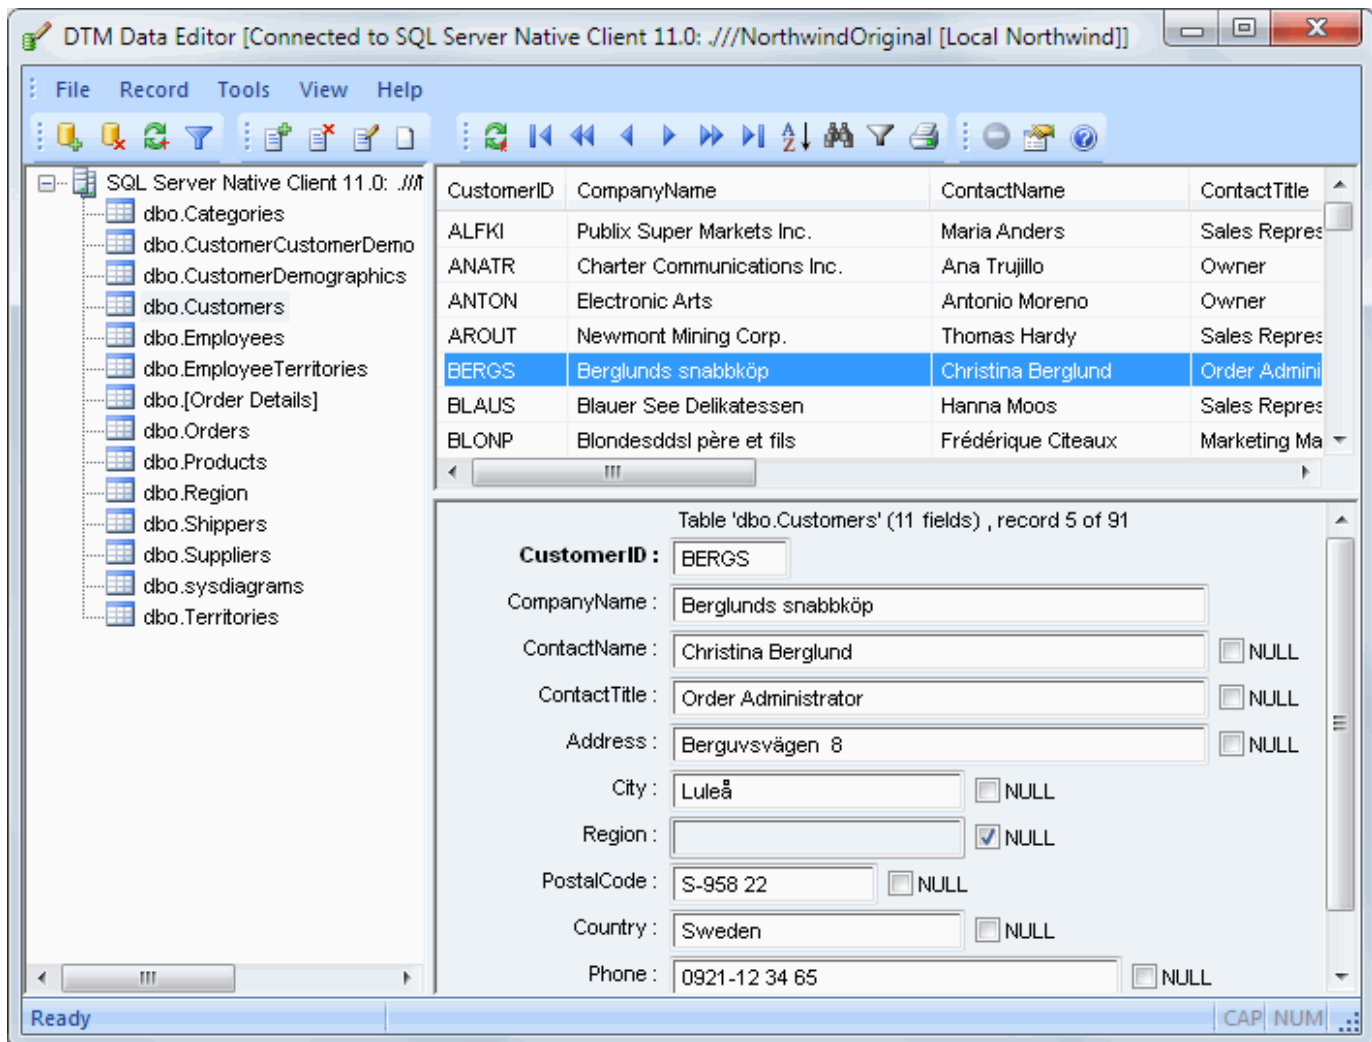 DTM Data Editor [Connected to SQL Server Native Client 11.0: .///NorthwindOriginal [Local Northwind]]
File Record Tools View Help
SQL Server Native Client 11.0: .///
dbo.Categories
dbo.CustomerCustomerDemo
dbo.CustomerDemographics
dbo.Customers
dbo.Employees
dbo.EmployeeTerritories
dbo.[Order Details]
dbo.Orders
dbo.Products
dbo.Region
dbo.Shippers
dbo.Suppliers
dbo.sysdiagrams
dbo.Territories
CustomerID CompanyName ContactName ContactTitle
ALFKI Publix Super Markets Inc. Maria Anders Sales Repres
ANATR Charter Communications Inc. Ana Trujillo Owner
ANTON Electronic Arts Antonio Moreno Owner
AROUT Newmont Mining Corp. Thomas Hardy Sales Repres
BERGS Berglunds snabbköp Christina Berglund Order Admini
BLAUS Blauer See Delikatessen Hanna Moos Sales Repres
BLONP Blondesddsl père et fils Frédérique Citeaux Marketing Ma
Table 'dbo.Customers' (11 fields) , record 5 of 91
CustomerID : BERGS
CompanyName : Berglunds snabbköp
ContactName : Christina Berglund NULL
ContactTitle : Order Administrator NULL
Address : Berguvsvägen 8 NULL
City : Luleå NULL
Region : NULL
PostalCode : S-958 22 NULL
Country : Sweden NULL
Phone : 0921-12 34 65 NULL
Ready CAP NUM